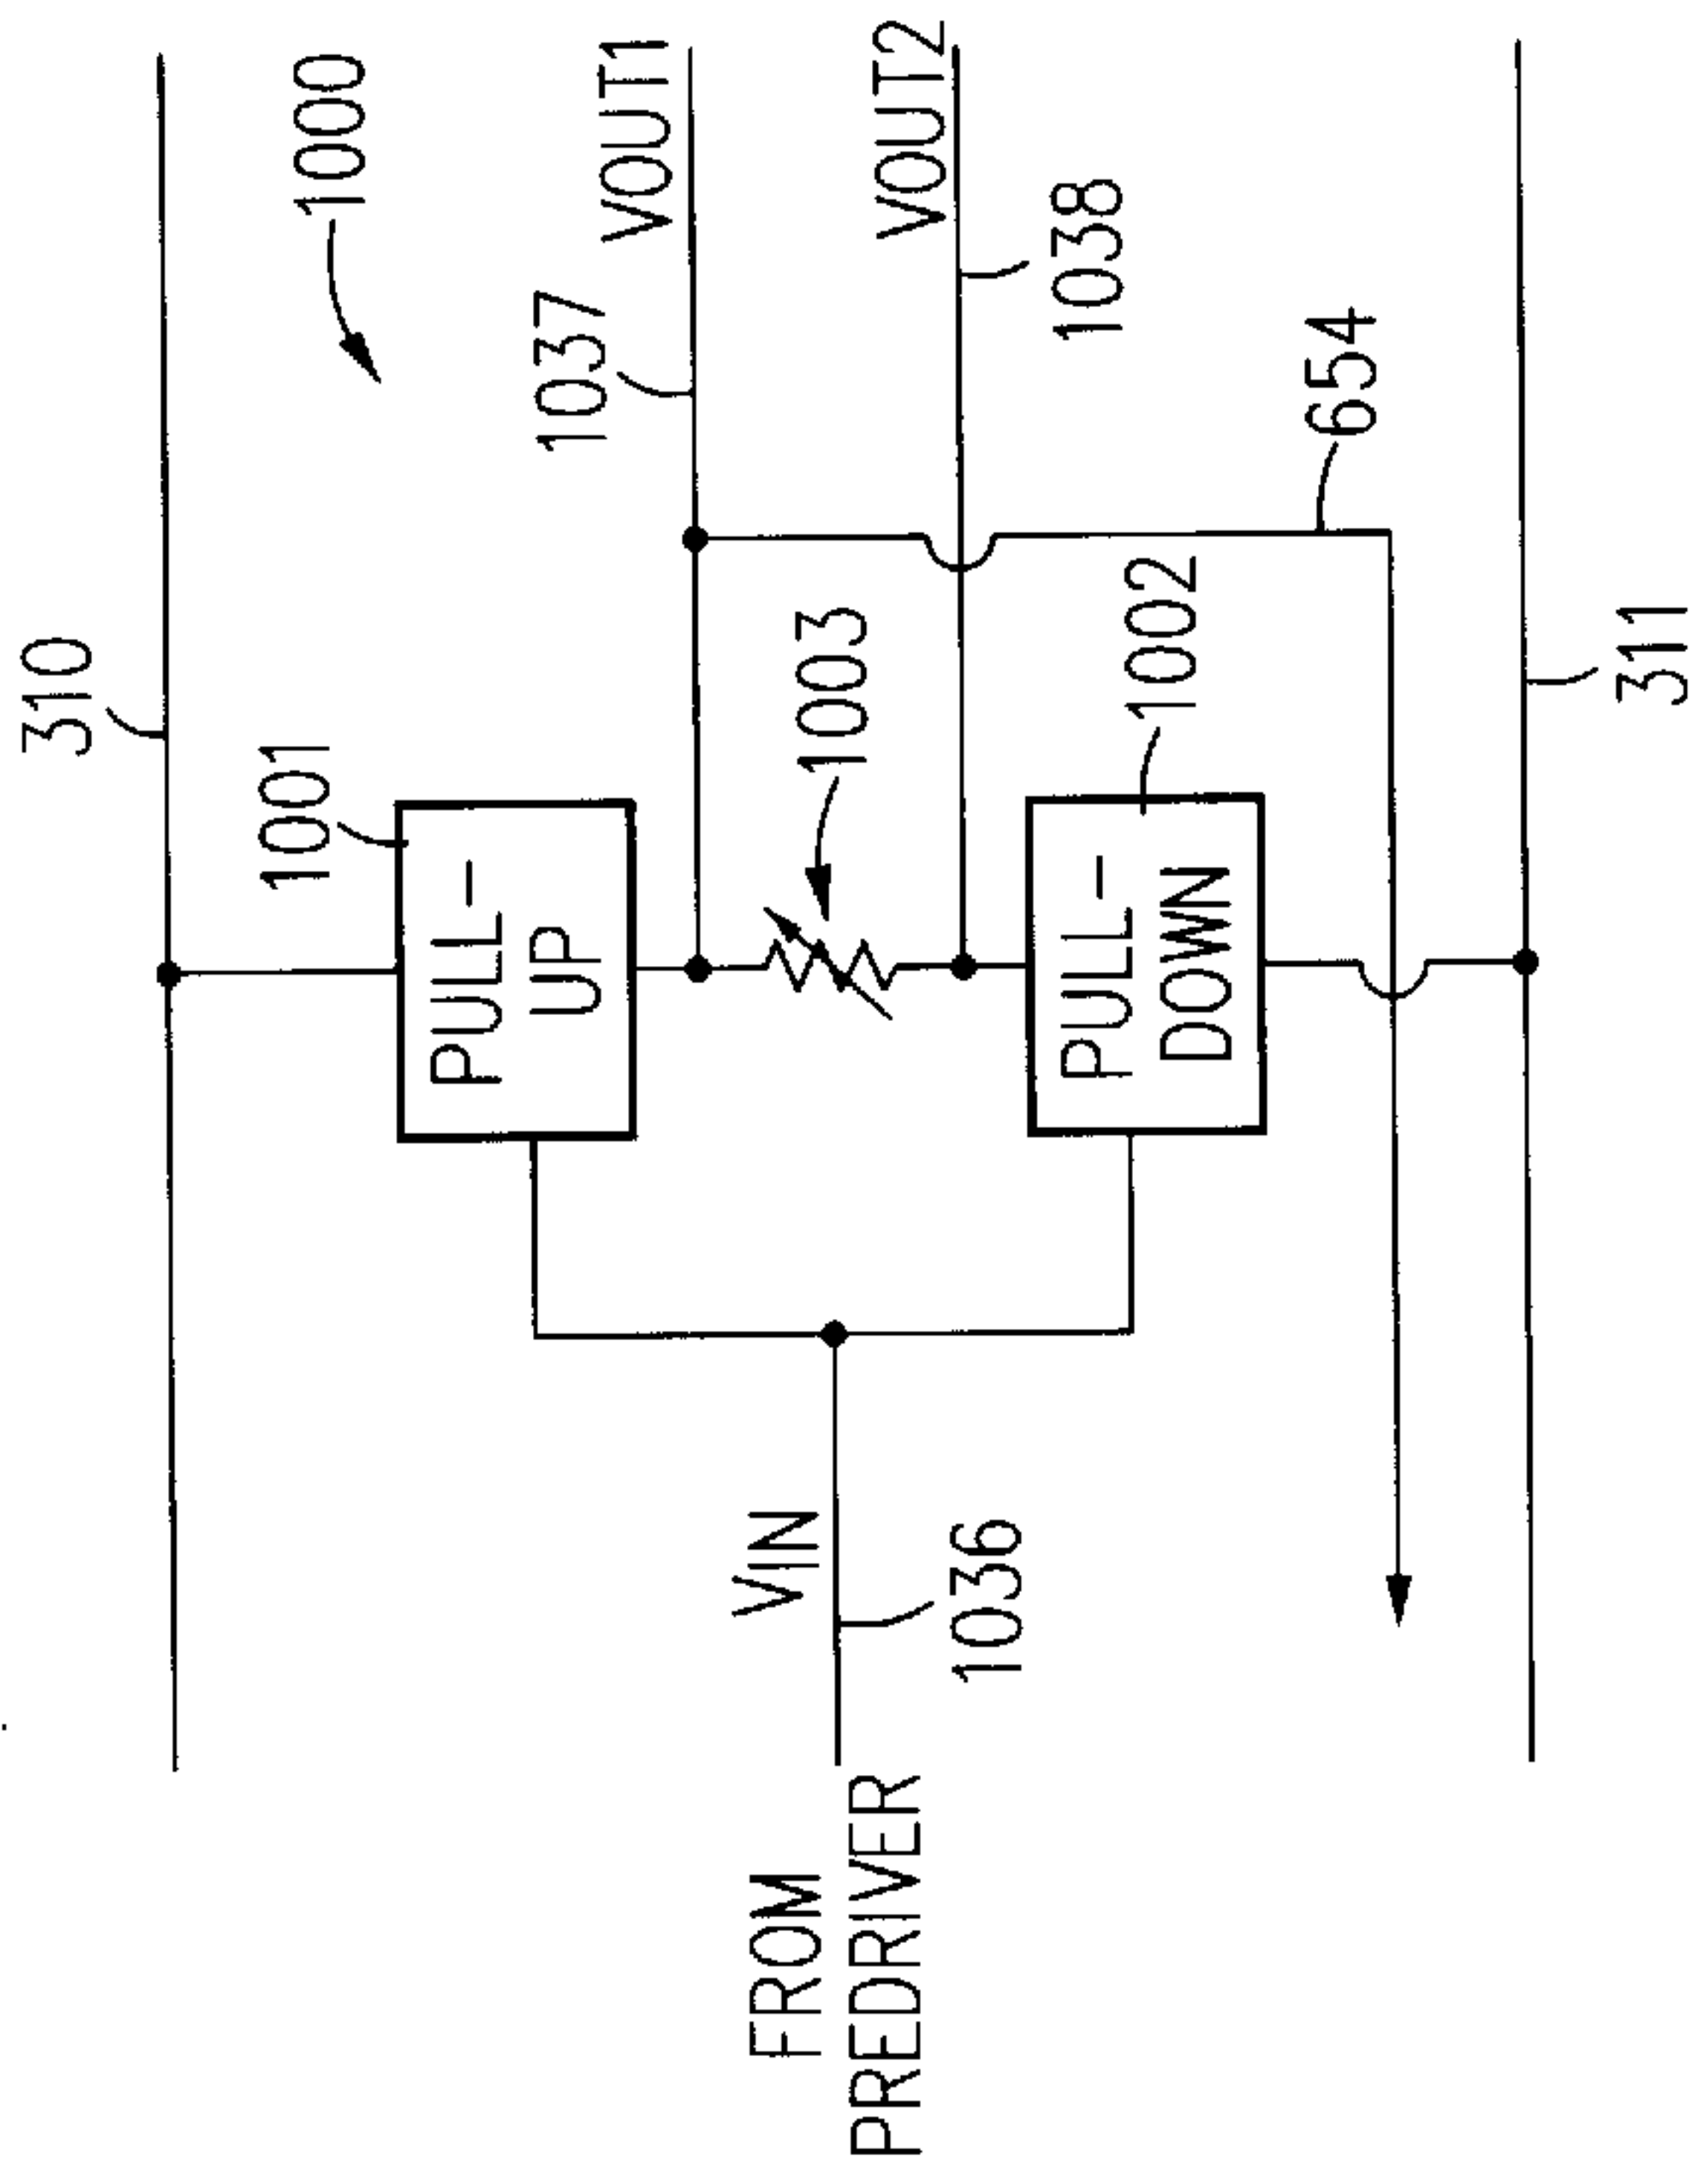 310
1000
1001
PULL-
UP
1037
VOUT1
VOUT2
1003
1038
VIN
1036
FROM
PREDRIVER
PULL-
DOWN
1002
654
311